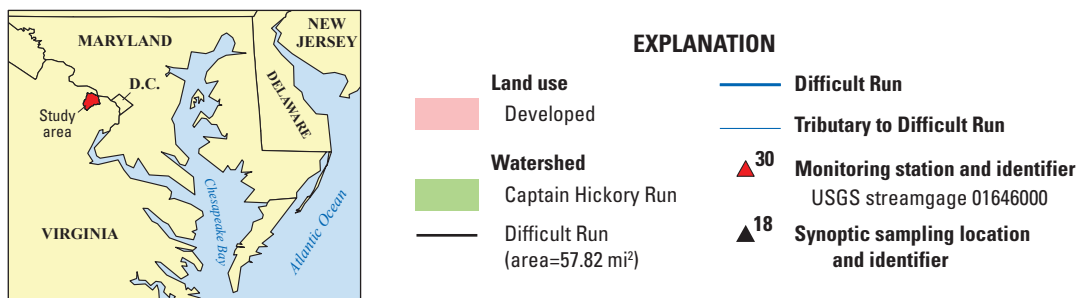 MARYLAND
NEW
JERSEY
D.C.
Study
area
DELAWARE
Chesapeake Bay
Atlantic Ocean
VIRGINIA
EXPLANATION
Land use
Developed
Watershed
Captain Hickory Run
Difficult Run
(area=57.82 mi²)
Difficult Run
Tributary to Difficult Run
30 Monitoring station and identifier
USGS streamgage 01646000
18 Synoptic sampling location
and identifier